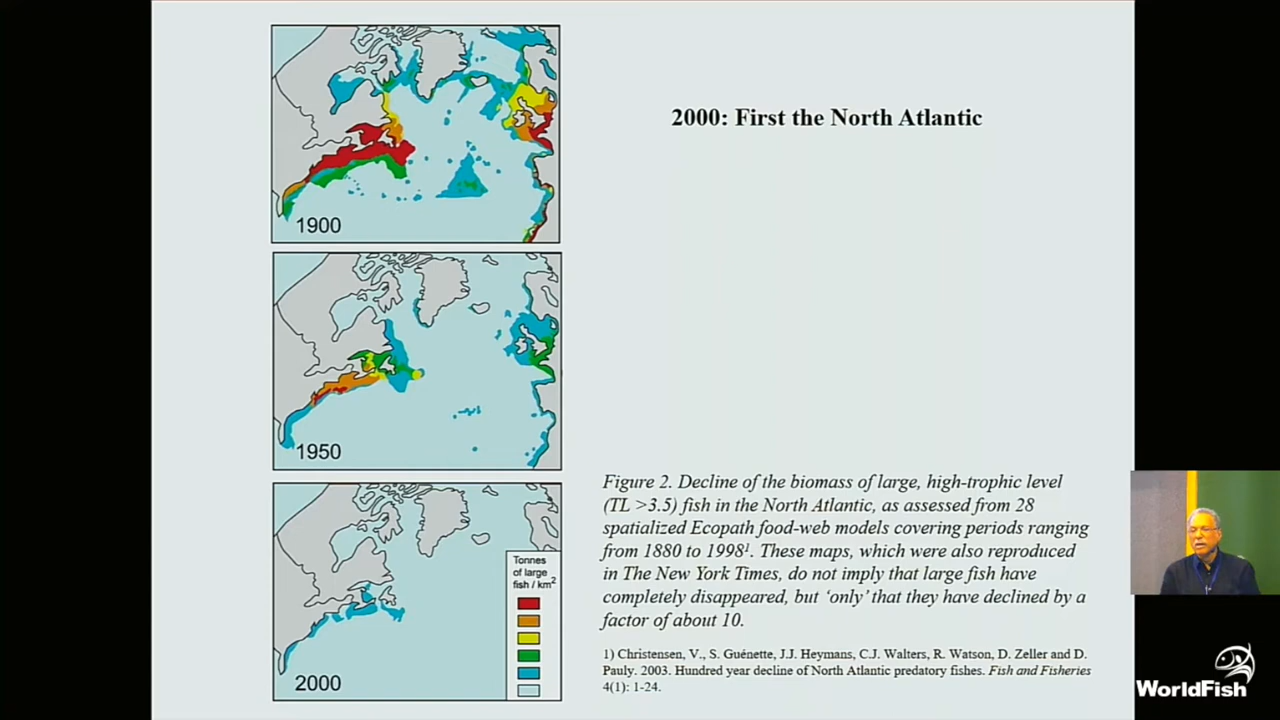 2000: First the North Atlantic
1900
1950
2000
Tonnes
of large
fish / km2
Figure 2. Decline of the biomass of large, high-trophic level
(TL >3.5) fish in the North Atlantic, as assessed from 28
spatialized Ecopath food-web models covering periods ranging
from 1880 to 1998¹. These maps, which were also reproduced
in The New York Times, do not imply that large fish have
completely disappeared, but ‘only’ that they have declined by a
factor of about 10.
1) Christensen, V., S. Guénette, J.J. Heymans, C.J. Walters, R. Watson, D. Zeller and D.
Pauly. 2003. Hundred year decline of North Atlantic predatory fishes. Fish and Fisheries
4(1): 1-24.
WorldFish